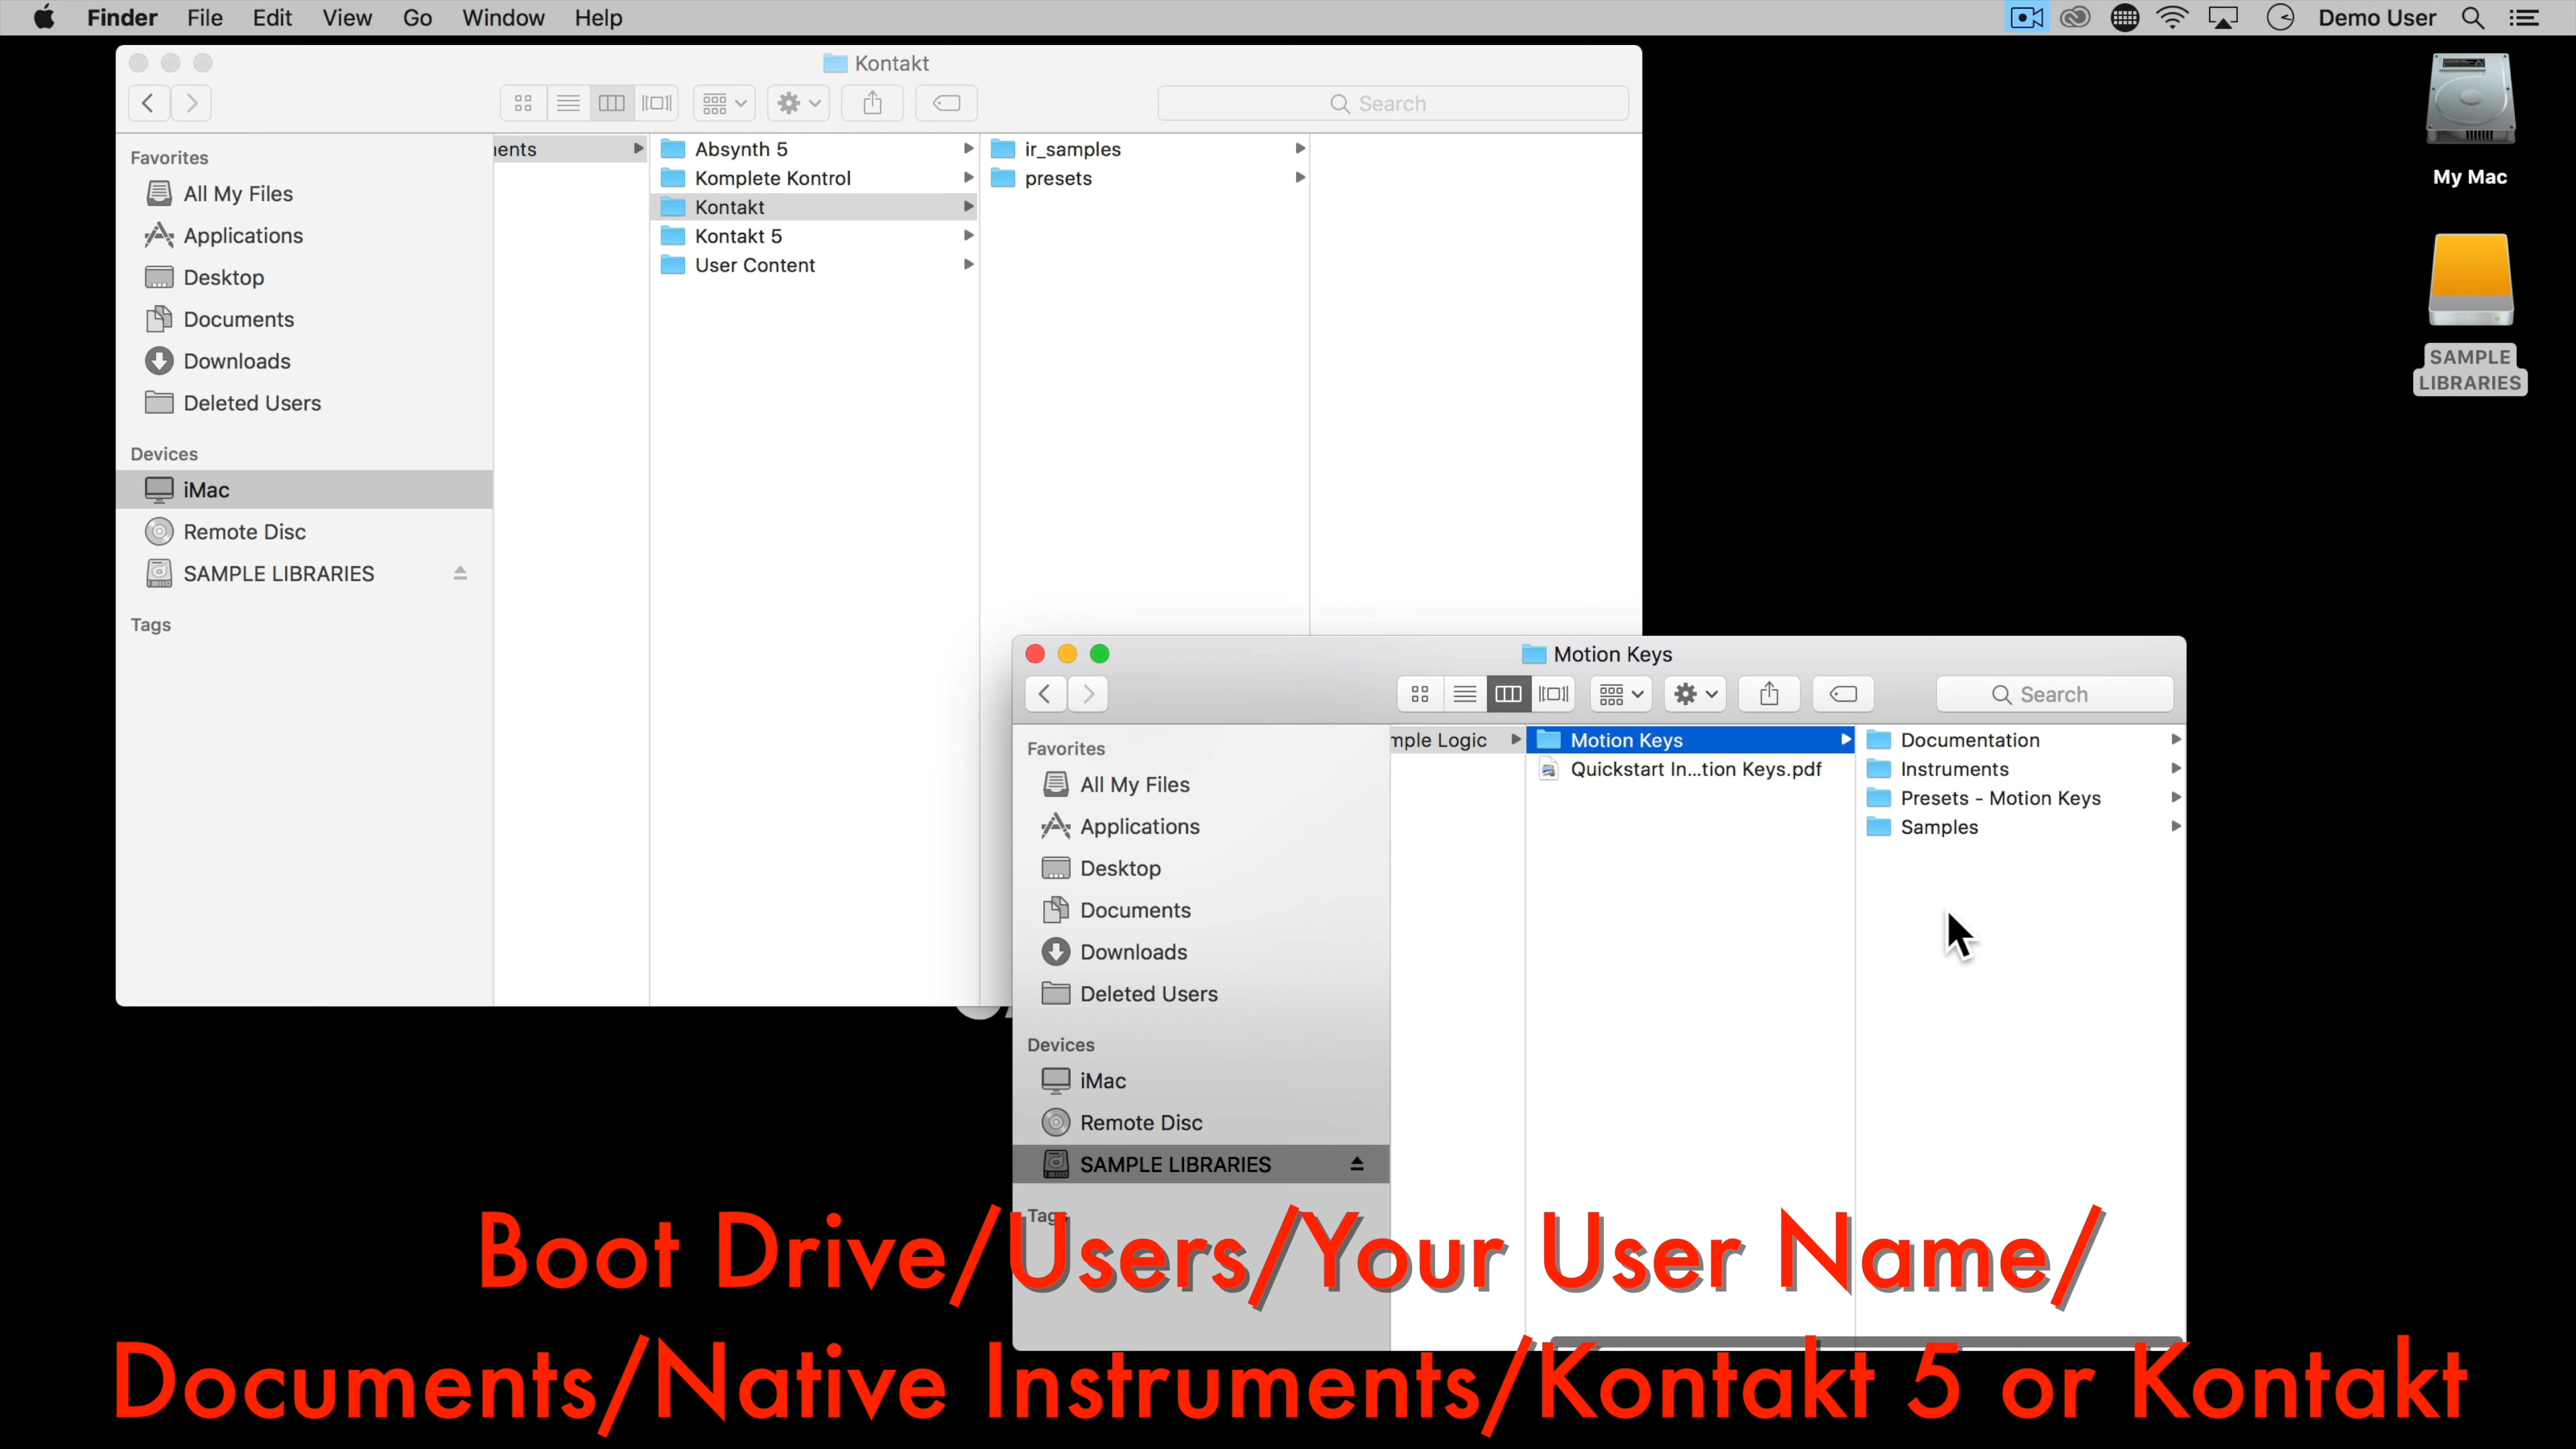 Finder File Edit View Go Window Help Demo User
Kontakt
Search
Favorites
All My Files
Applications
Desktop
Documents
Downloads
Deleted Users
Devices
iMac
Remote Disc
SAMPLE LIBRARIES
Tags
ents
Absynth 5
Komplete Kontrol
Kontakt
Kontakt 5
User Content
ir_samples
presets
My Mac
SAMPLE
LIBRARIES
Motion Keys
Search
Favorites
All My Files
Applications
Desktop
Documents
Downloads
Deleted Users
Devices
iMac
Remote Disc
SAMPLE LIBRARIES
Tags
mple Logic
Motion Keys
Quickstart In...tion Keys.pdf
Documentation
Instruments
Presets - Motion Keys
Samples
Boot Drive/Users/Your User Name/
Documents/Native Instruments/Kontakt 5 or Kontakt